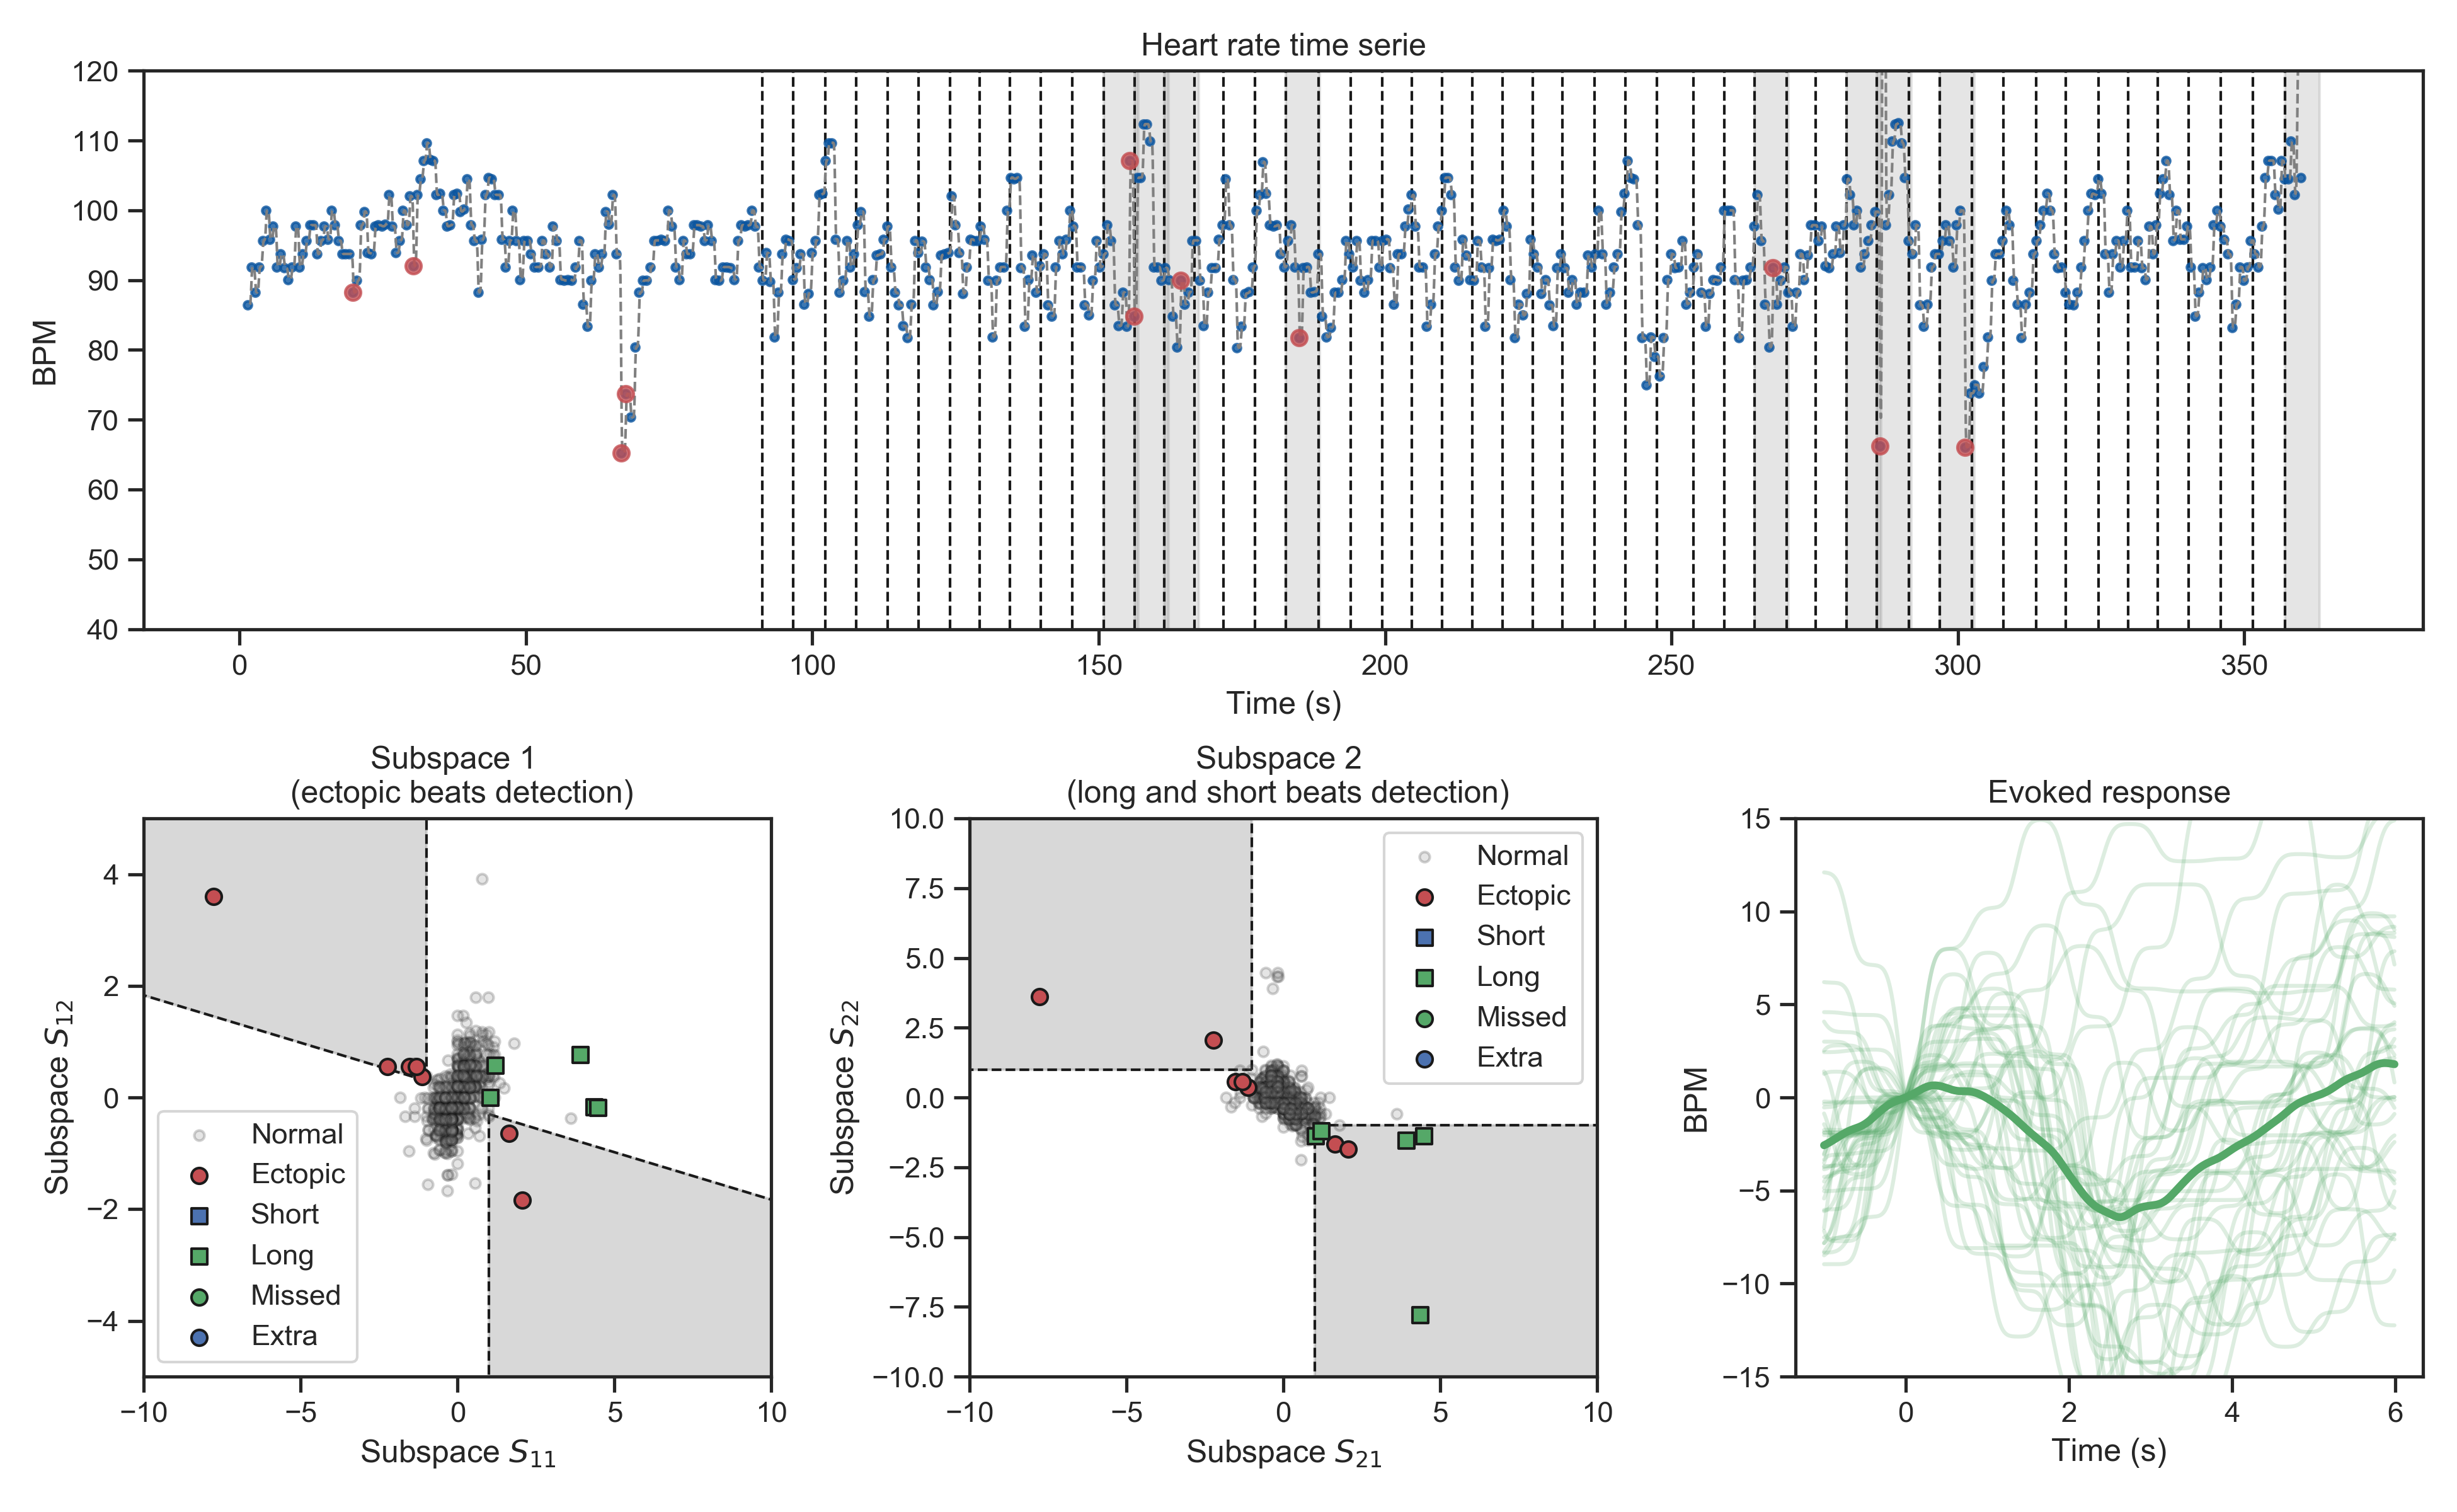 Heart rate time serie
120
110
100
90
80
70
60
50
40
BPM
0 50 100 150 200 250 300 350
Time (s)
Subspace 1
(ectopic beats detection)
4
2
0
−2
−4
Subspace S12
Normal
Ectopic
Short
Long
Missed
Extra
−10 −5 0 5 10
Subspace S11
Subspace 2
(long and short beats detection)
10.0
7.5
5.0
2.5
0.0
−2.5
−5.0
−7.5
−10.0
Subspace S22
Normal
Ectopic
Short
Long
Missed
Extra
−10 −5 0 5 10
Subspace S21
Evoked response
15
10
5
0
−5
−10
−15
BPM
0 2 4 6
Time (s)